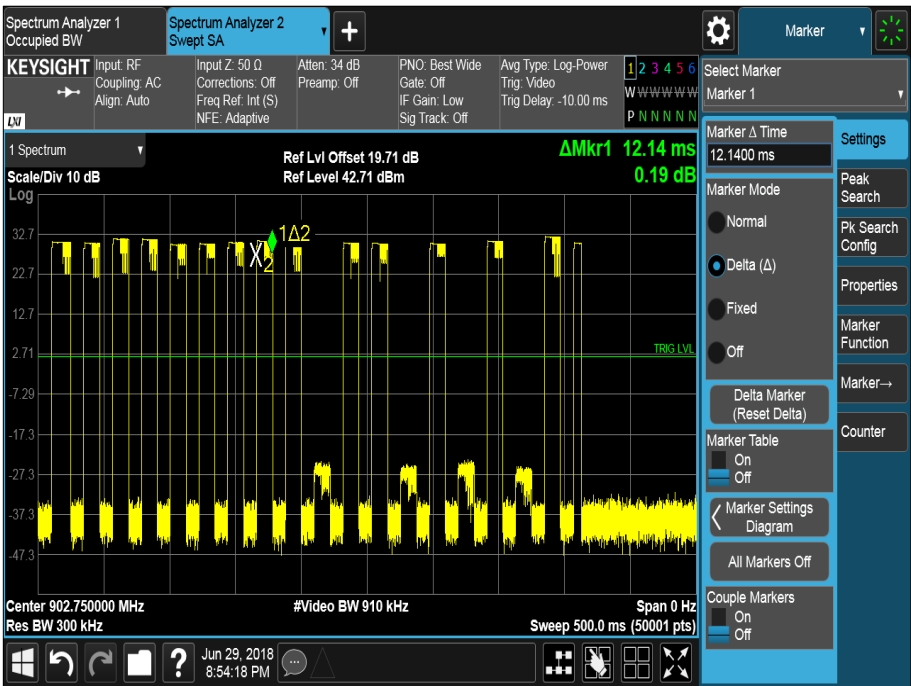 Spectrum Analyzer 1
Occupied BW
Spectrum Analyzer 2
Swept SA
Marker
KEYSIGHT
LXI
Input: RF
Coupling: AC
Align: Auto
Input Z: 50 Ω
Corrections: Off
Freq Ref: Int (S)
NFE: Adaptive
Atten: 34 dB
Preamp: Off
PNO: Best Wide
Gate: Off
IF Gain: Low
Sig Track: Off
Avg Type: Log-Power
Trig: Video
Trig Delay: -10.00 ms
1 2 3 4 5 6
W W W W W W
P N N N N N
Select Marker
Marker 1
1 Spectrum
Scale/Div 10 dB
Log
Ref Lvl Offset 19.71 dB
Ref Level 42.71 dBm
ΔMkr1 12.14 ms
0.19 dB
32.7
22.7
12.7
2.71
-7.29
-17.3
-27.3
-37.3
-47.3
1Δ2
X2
TRIG LVL
Center 902.750000 MHz
Res BW 300 kHz
#Video BW 910 kHz
Span 0 Hz
Sweep 500.0 ms (50001 pts)
Marker Δ Time
12.1400 ms
Marker Mode
Normal
Delta (Δ)
Fixed
Off
Delta Marker
(Reset Delta)
Marker Table
On
Off
Marker Settings
Diagram
All Markers Off
Couple Markers
On
Off
Settings
Peak
Search
Pk Search
Config
Properties
Marker
Function
Marker→
Counter
?
Jun 29, 2018
8:54:18 PM